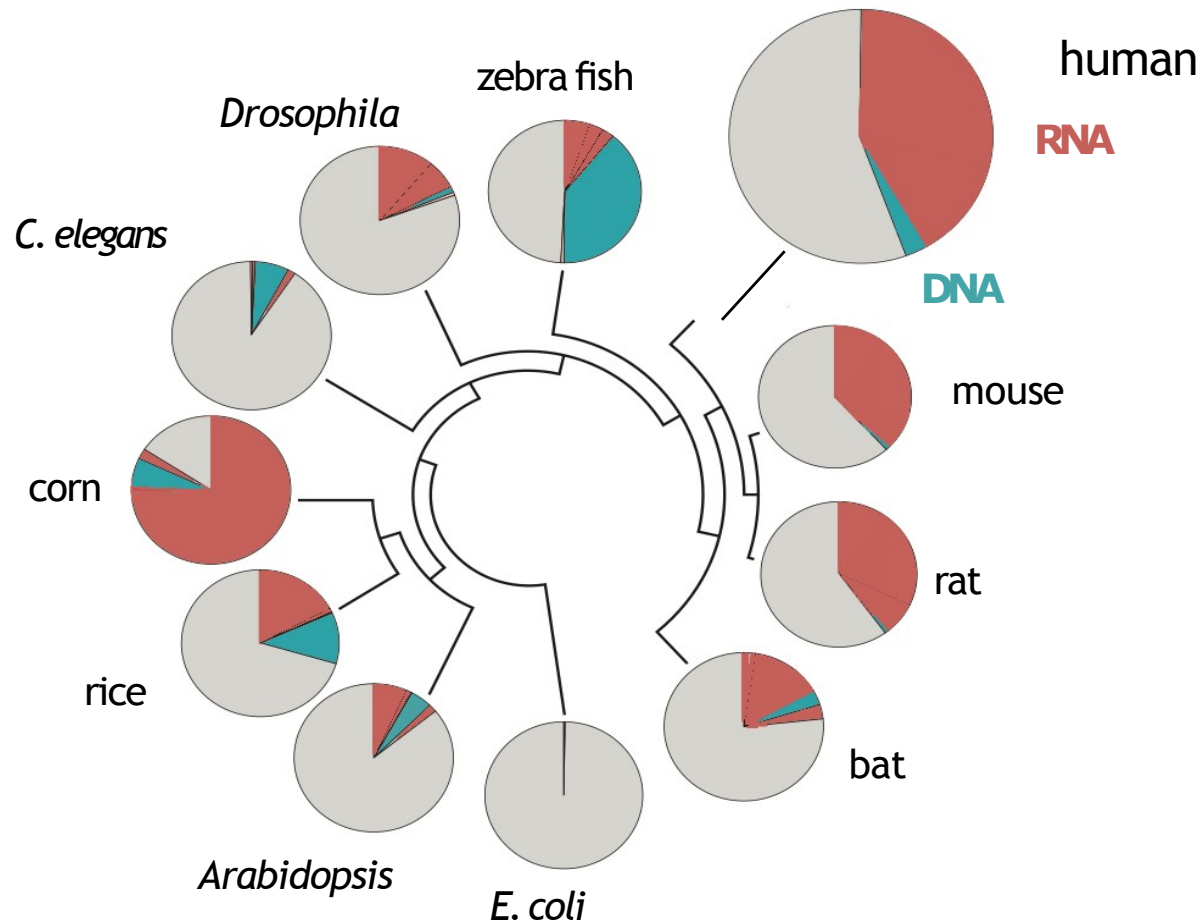 human
zebra fish
Drosophila
RNA
C. elegans
DNA
mouse
corn
rat
rice
bat
Arabidopsis
E. coli